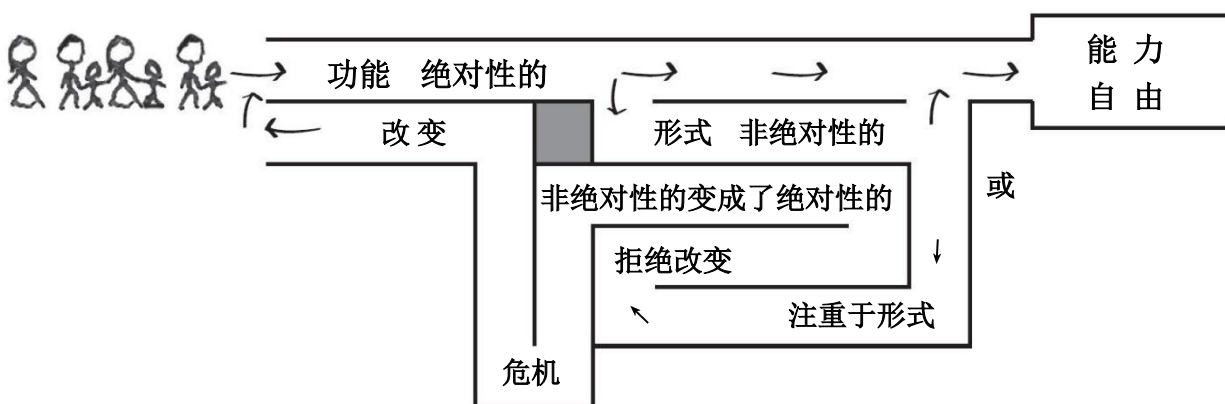 能力
自由
功能 绝对性的
改变
形式 非绝对性的
或
非绝对性的变成了绝对性的
拒绝改变
注重于形式
危机